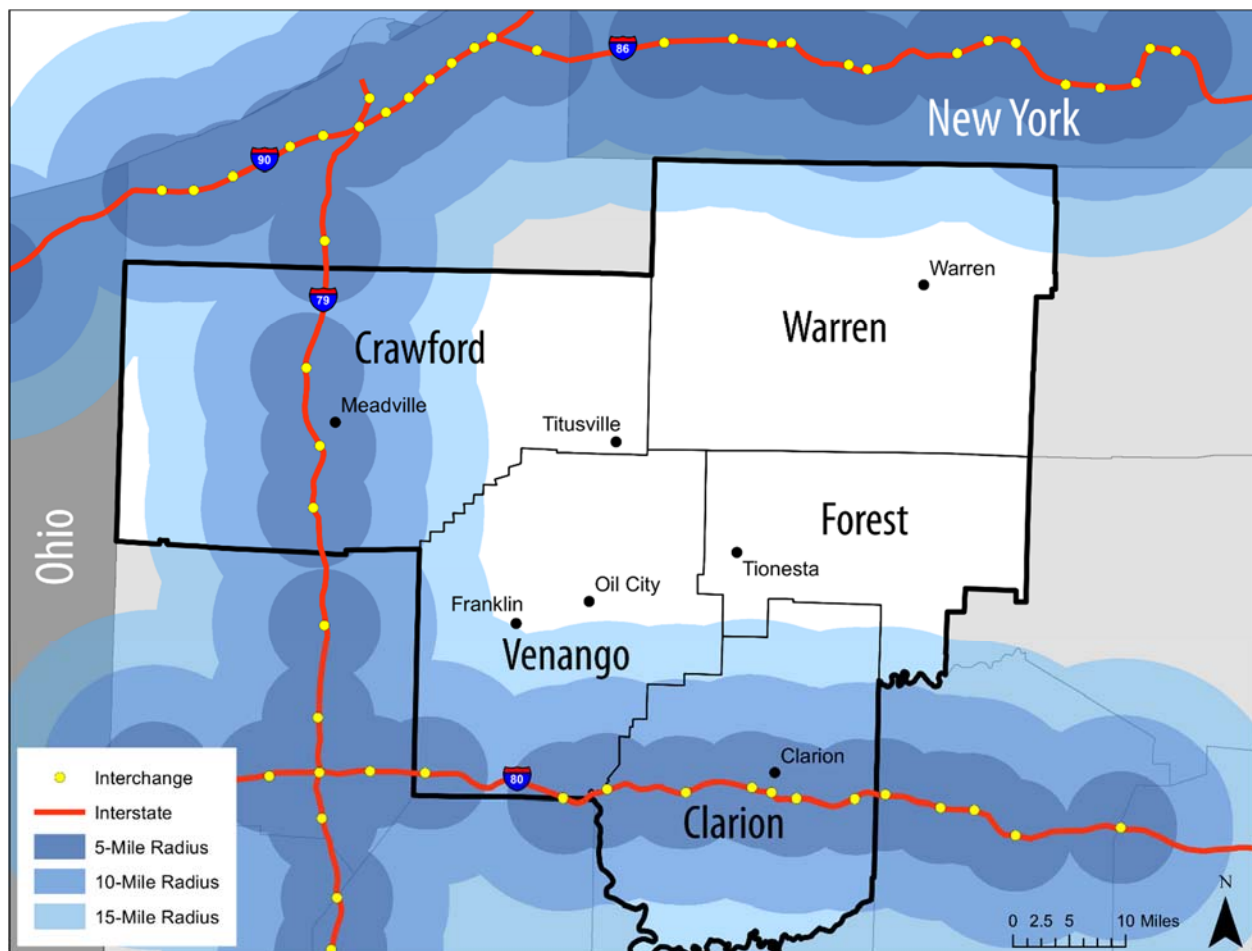 86
New York
90
Warren
79
Warren
Crawford
Meadville
Titusville
Ohio
Forest
Tionesta
Oil City
Franklin
Venango
Interchange
Interstate
5-Mile Radius
10-Mile Radius
15-Mile Radius
80
Clarion
Clarion
N
0 2.5 5 10 Miles